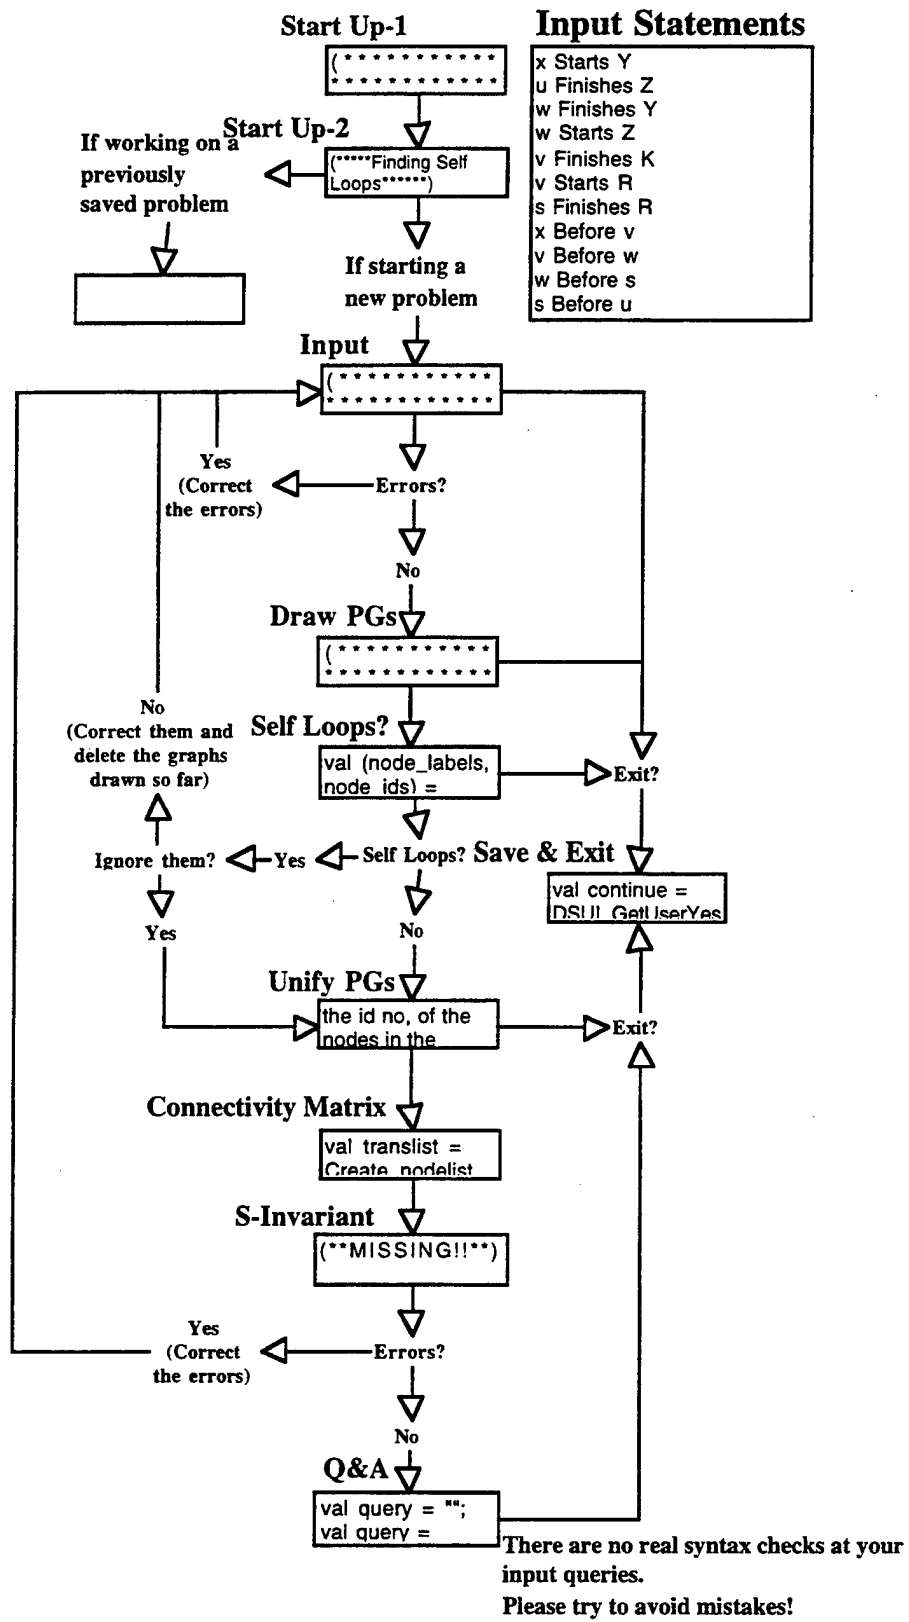 Start Up-1
( * * * * * * * * * * *
* * * * * * * * * * * *
Input Statements
x Starts Y
u Finishes Z
w Finishes Y
w Starts Z
v Finishes K
v Starts R
s Finishes R
x Before v
v Before w
w Before s
s Before u
Start Up-2
(*****Finding Self
Loops******)
If working on a
previously
saved problem
If starting a
new problem
Input
( * * * * * * * * * * *
* * * * * * * * * * * *
Yes
(Correct
the errors)
Errors?
No
Draw PGs
( * * * * * * * * * * *
* * * * * * * * * * * *
No
(Correct them and
delete the graphs
drawn so far)
Self Loops?
val (node_labels,
node_ids) =
Exit?
Ignore them?
Yes
Self Loops?
Save & Exit
val continue =
DSUI_GetUserYes
Yes
No
Unify PGs
the id no, of the
nodes in the
Exit?
Connectivity Matrix
val translist =
Create_nodelist
S-Invariant
(**MISSING!!**)
Yes
(Correct
the errors)
Errors?
No
Q&A
val query = "";
val query =
There are no real syntax checks at your
input queries.
Please try to avoid mistakes!